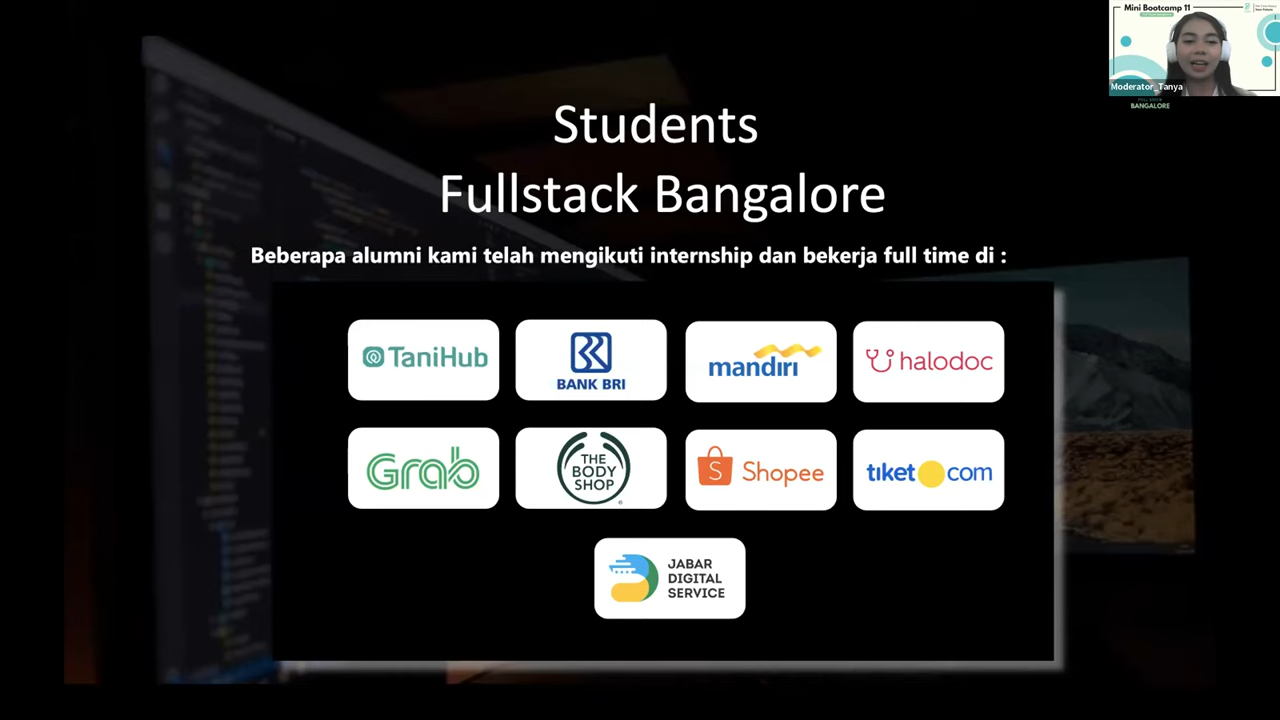 Mini Bootcamp 11
Moderator_Tanya
BANGALORE
Students
Fullstack Bangalore
Beberapa alumni kami telah mengikuti internship dan bekerja full time di :
TaniHub
BANK BRI
mandiri
halodoc
Grab
THE
BODY
SHOP
Shopee
tiket com
JABAR
DIGITAL
SERVICE